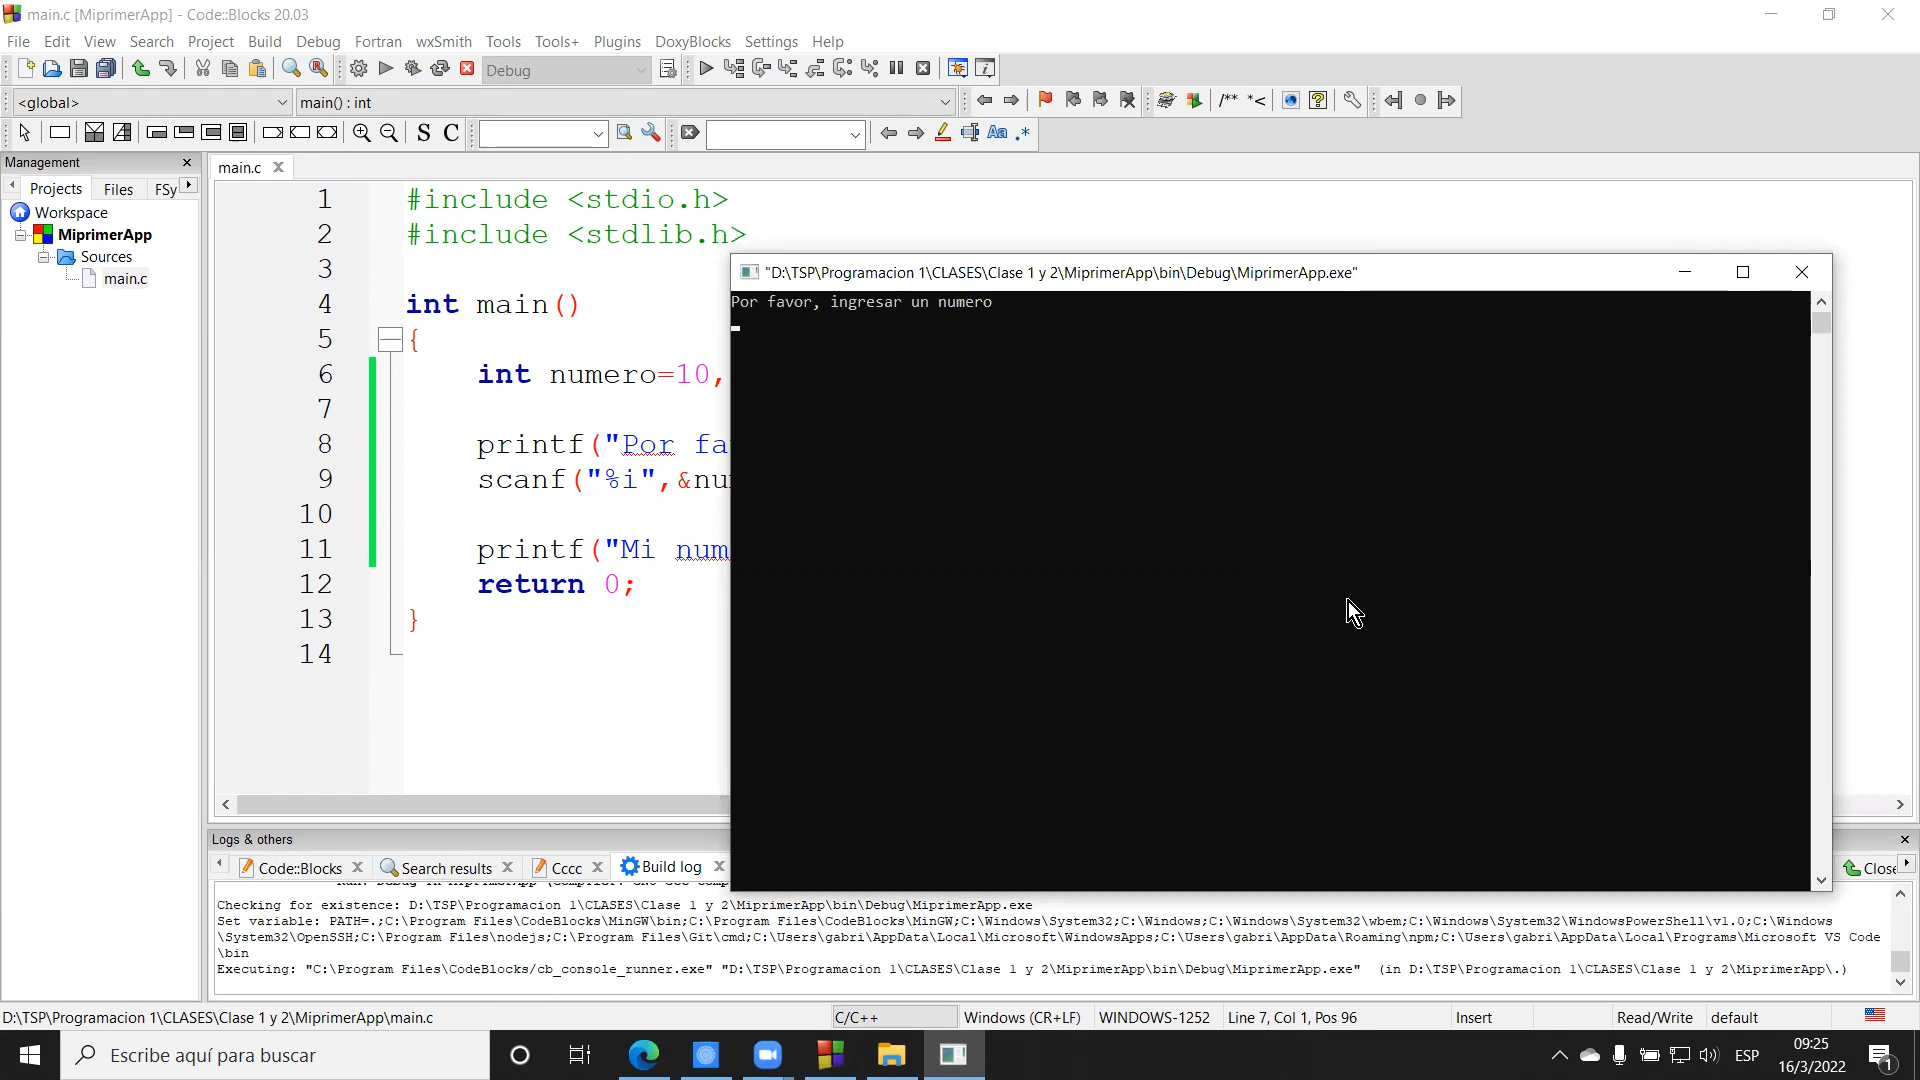 main.c [MiprimerApp] - Code::Blocks 20.03
File Edit View Search Project Build Debug Fortran wxSmith Tools Tools+ Plugins DoxyBlocks Settings Help
Debug
<global> main() : int /** *<
S C Aa .*
Management
Projects Files FSy
Workspace
MiprimerApp
Sources
main.c
main.c
1 #include <stdio.h>
2 #include <stdlib.h>
3
4 int main()
5 {
6 int numero=10,
7
8 printf("Por fa
9 scanf("%i",&nu
10
11 printf("Mi num
12 return 0;
13 }
14
"D:\TSP\Programacion 1\CLASES\Clase 1 y 2\MiprimerApp\bin\Debug\MiprimerApp.exe"
Por favor, ingresar un numero
Logs & others
Code::Blocks Search results Cccc Build log Close
Checking for existence: D:\TSP\Programacion 1\CLASES\Clase 1 y 2\MiprimerApp\bin\Debug\MiprimerApp.exe
Set variable: PATH=.;C:\Program Files\CodeBlocks\MinGW\bin;C:\Program Files\CodeBlocks\MinGW;C:\Windows\System32;C:\Windows;C:\Windows\System32\wbem;C:\Windows\System32\WindowsPowerShell\v1.0;C:\Windows
\System32\OpenSSH;C:\Program Files\nodejs;C:\Program Files\Git\cmd;C:\Users\gabri\AppData\Local\Microsoft\WindowsApps;C:\Users\gabri\AppData\Roaming\npm;C:\Users\gabri\AppData\Local\Programs\Microsoft VS Code
\bin
Executing: "C:\Program Files\CodeBlocks/cb_console_runner.exe" "D:\TSP\Programacion 1\CLASES\Clase 1 y 2\MiprimerApp\bin\Debug\MiprimerApp.exe" (in D:\TSP\Programacion 1\CLASES\Clase 1 y 2\MiprimerApp\.)
D:\TSP\Programacion 1\CLASES\Clase 1 y 2\MiprimerApp\main.c C/C++ Windows (CR+LF) WINDOWS-1252 Line 7, Col 1, Pos 96 Insert Read/Write default
Escribe aquí para buscar
ESP
09:25
16/3/2022
1